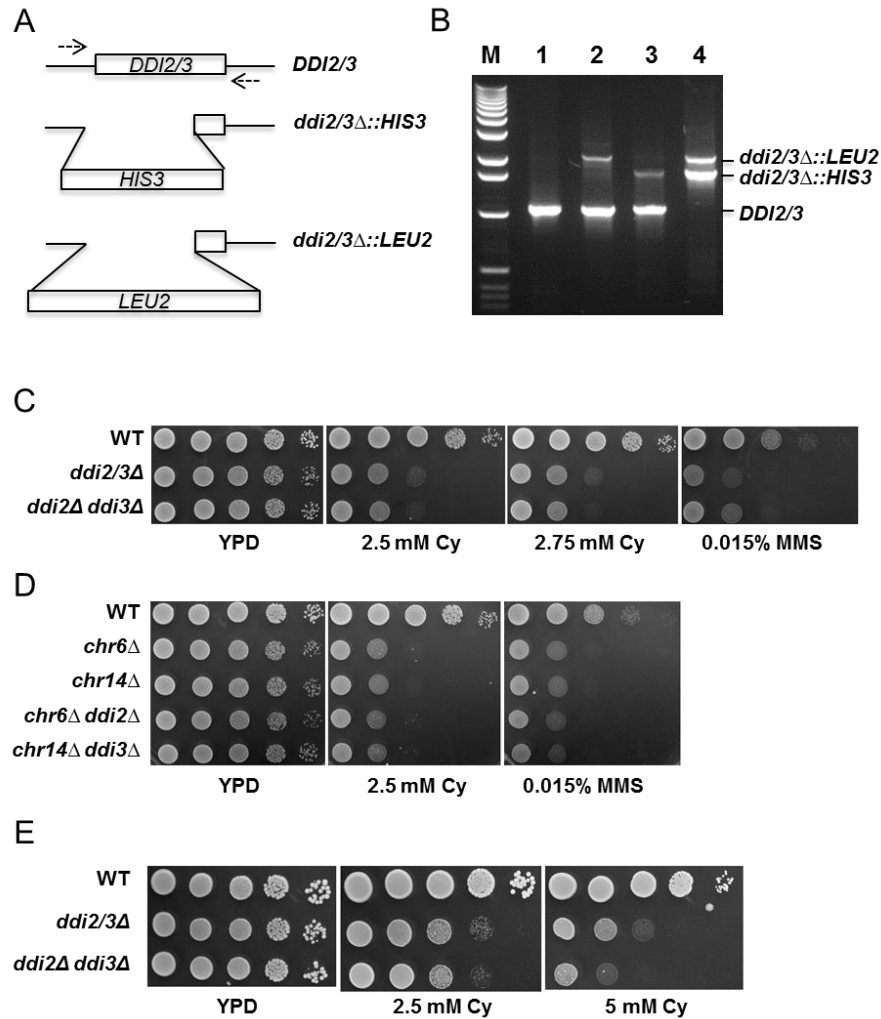 A
DDI2/3
DDI2/3
ddi2/3Δ::HIS3
HIS3
ddi2/3Δ::LEU2
LEU2
B
M 1 2 3 4
ddi2/3Δ::LEU2
ddi2/3Δ::HIS3
DDI2/3
C
WT
ddi2/3Δ
ddi2Δ ddi3Δ
YPD 2.5 mM Cy 2.75 mM Cy 0.015% MMS
D
WT
chr6Δ
chr14Δ
chr6Δ ddi2Δ
chr14Δ ddi3Δ
YPD 2.5 mM Cy 0.015% MMS
E
WT
ddi2/3Δ
ddi2Δ ddi3Δ
YPD 2.5 mM Cy 5 mM Cy